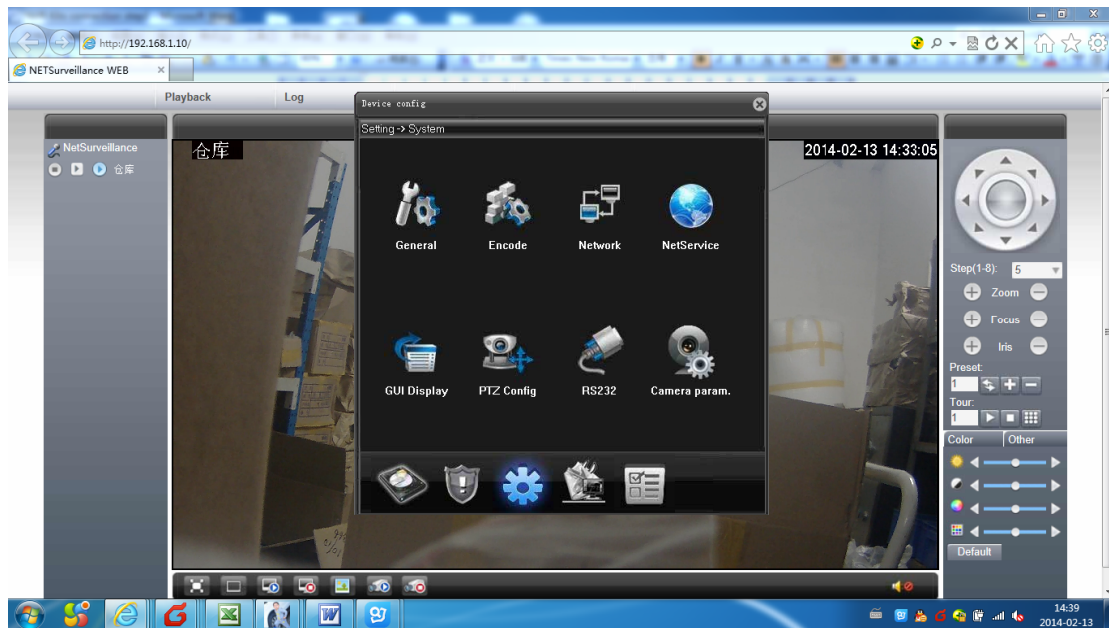 http://192.168.1.10/
NETSurveillance WEB
Playback
Log
Device config
Setting -> System
NetSurveillance
仓库
仓库
2014-02-13 14:33:05
General
Encode
Network
NetService
GUI Display
PTZ Config
RS232
Camera param.
Step(1-8):
5
Zoom
Focus
Iris
Preset:
1
Tour:
1
Color
Other
Default
14:39
2014-02-13